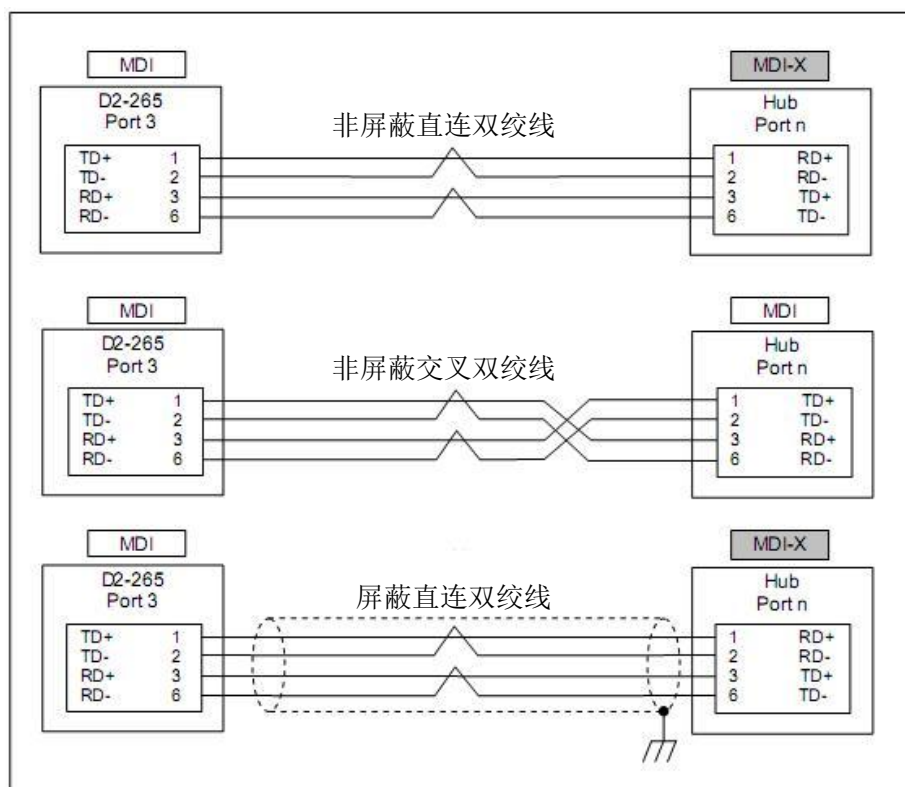 MDI
MDI-X
D2-265
Port 3
Hub
Port n
非屏蔽直连双绞线
TD+ 1
TD- 2
RD+ 3
RD- 6
1 RD+
2 RD-
3 TD+
6 TD-
MDI
MDI
D2-265
Port 3
Hub
Port n
非屏蔽交叉双绞线
TD+ 1
TD- 2
RD+ 3
RD- 6
1 TD+
2 TD-
3 RD+
6 RD-
MDI
MDI-X
D2-265
Port 3
Hub
Port n
屏蔽直连双绞线
TD+ 1
TD- 2
RD+ 3
RD- 6
1 RD+
2 RD-
3 TD+
6 TD-